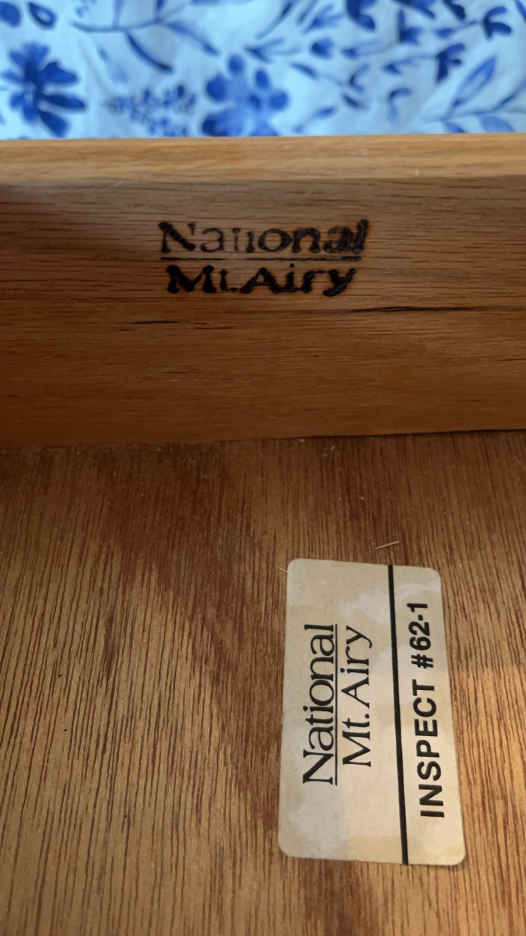 National
Mt. Airy
National
Mt. Airy
INSPECT #62-1